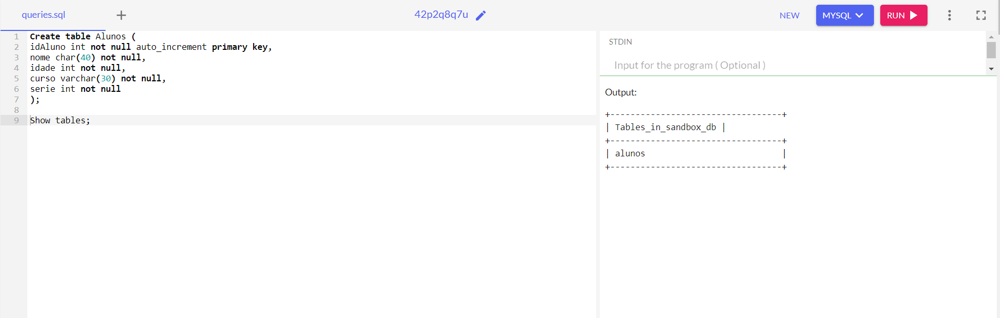 queries.sql
+
42p2q8q7u
NEW
MYSQL
RUN
1 Create table Alunos (
2 idAluno int not null auto_increment primary key,
3 nome char(40) not null,
4 idade int not null,
5 curso varchar(30) not null,
6 serie int not null
7 );
8
9 Show tables;
STDIN
Input for the program ( Optional )
Output:
+----------------------------------+
| Tables_in_sandbox_db |
+----------------------------------+
| alunos                           |
+----------------------------------+